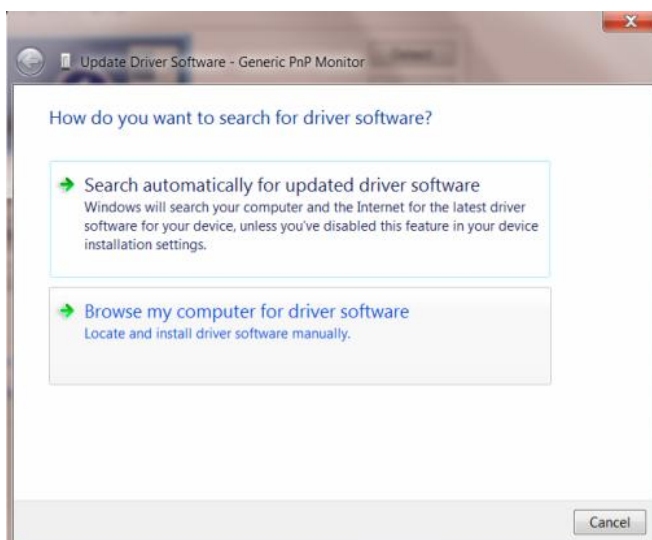 Update Driver Software - Generic PnP Monitor
How do you want to search for driver software?
Search automatically for updated driver software
Windows will search your computer and the Internet for the latest driver
software for your device, unless you've disabled this feature in your device
installation settings.
Browse my computer for driver software
Locate and install driver software manually.
Cancel